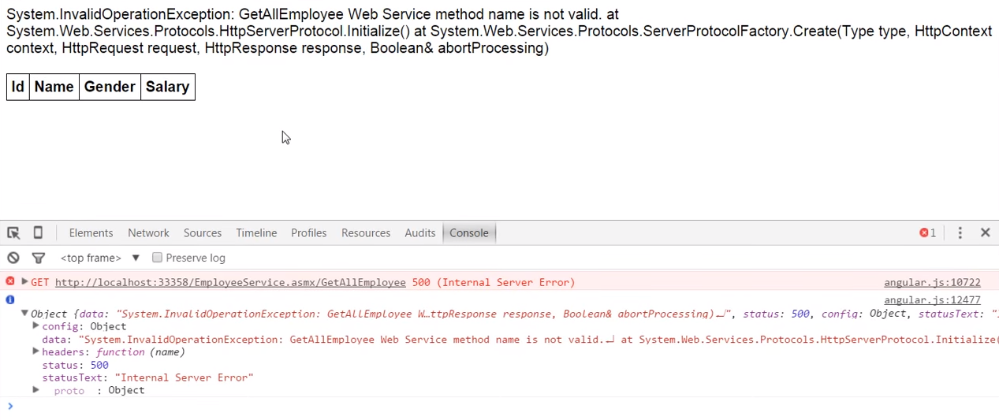 System.InvalidOperationException: GetAllEmployee Web Service method name is not valid. at
System.Web.Services.Protocols.HttpServerProtocol.Initialize() at System.Web.Services.Protocols.ServerProtocolFactory.Create(Type type, HttpContext
context, HttpRequest request, HttpResponse response, Boolean& abortProcessing)
Id Name Gender Salary
Elements Network Sources Timeline Profiles Resources Audits Console 1
<top frame> Preserve log
GET http://localhost:33358/EmployeeService.asmx/GetAllEmployee 500 (Internal Server Error) angular.js:10722
angular.js:12477
Object {data: "System.InvalidOperationException: GetAllEmployee W…ttpResponse response, Boolean& abortProcessing)↵", status: 500, config: Object, statusText: "
config: Object
data: "System.InvalidOperationException: GetAllEmployee Web Service method name is not valid.↵ at System.Web.Services.Protocols.HttpServerProtocol.Initialize(
headers: function (name)
status: 500
statusText: "Internal Server Error"
proto : Object